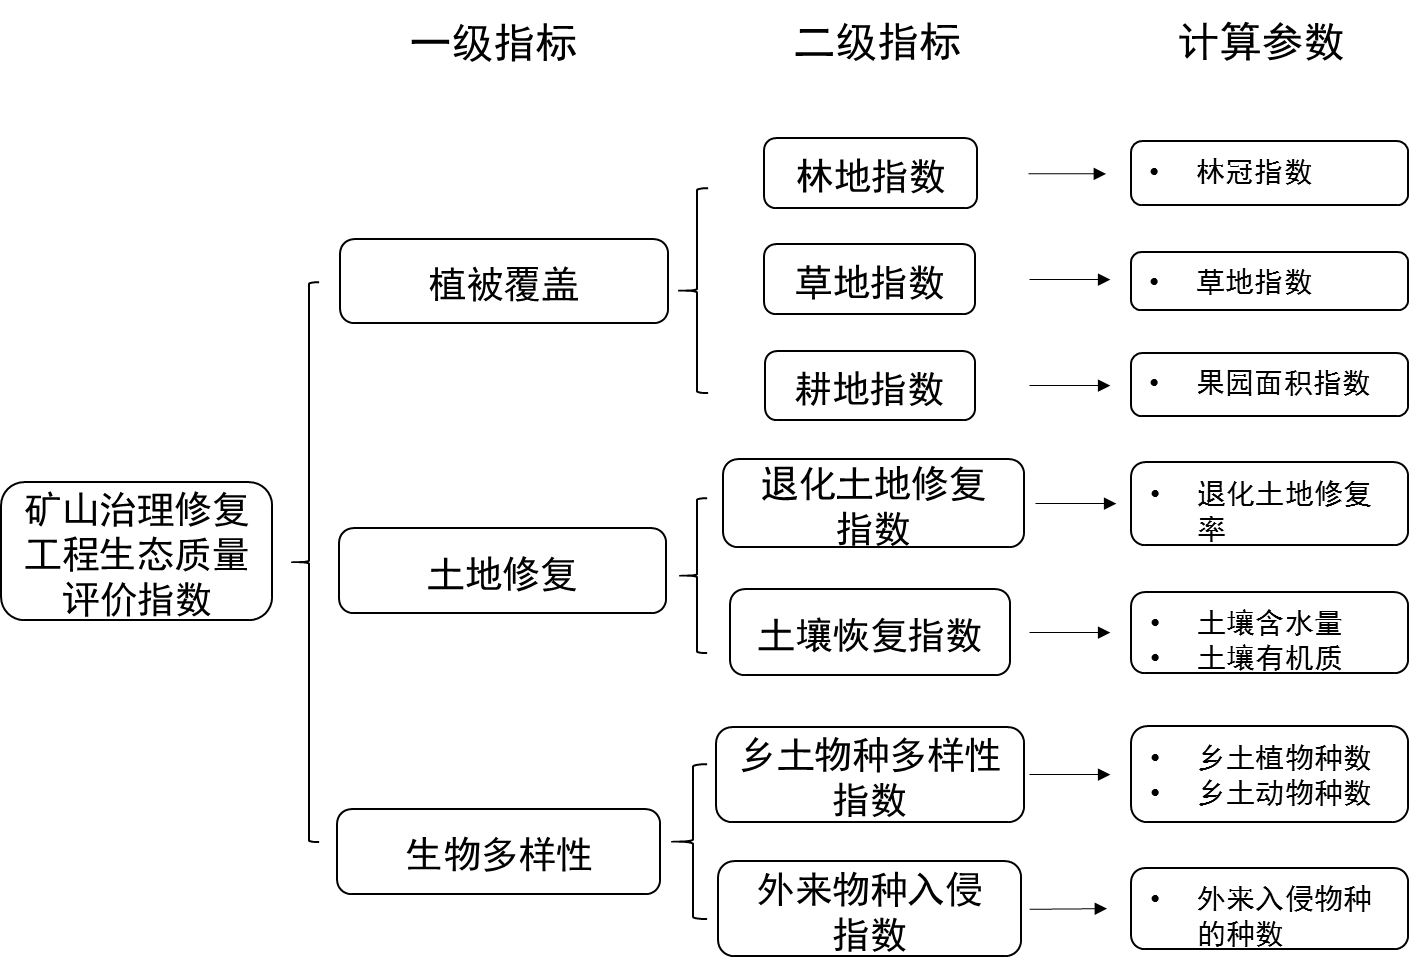 一级指标
二级指标
计算参数
矿山治理修复
工程生态质量
评价指数
植被覆盖
林地指数
• 林冠指数
草地指数
• 草地指数
耕地指数
• 果园面积指数
土地修复
退化土地修复
指数
• 退化土地修复
率
土壤恢复指数
• 土壤含水量
• 土壤有机质
生物多样性
乡土物种多样性
指数
• 乡土植物种数
• 乡土动物种数
外来物种入侵
指数
• 外来入侵物种
的种数